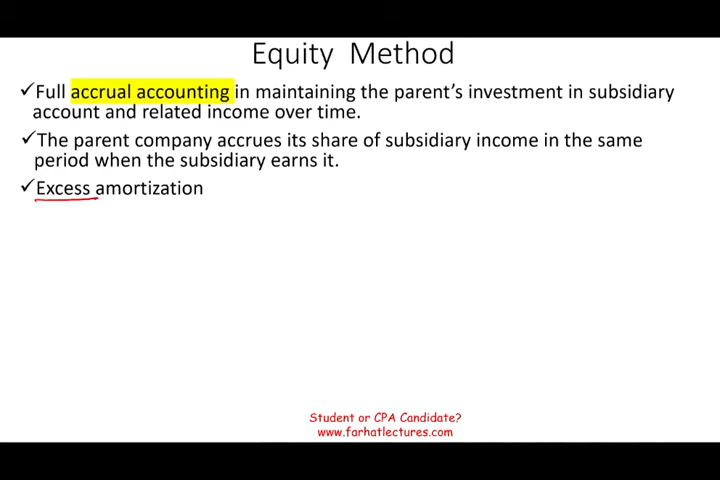 Equity Method
✓Full accrual accounting in maintaining the parent's investment in subsidiary
account and related income over time.
✓The parent company accrues its share of subsidiary income in the same
period when the subsidiary earns it.
✓Excess amortization
Student or CPA Candidate?
www.farhatlectures.com